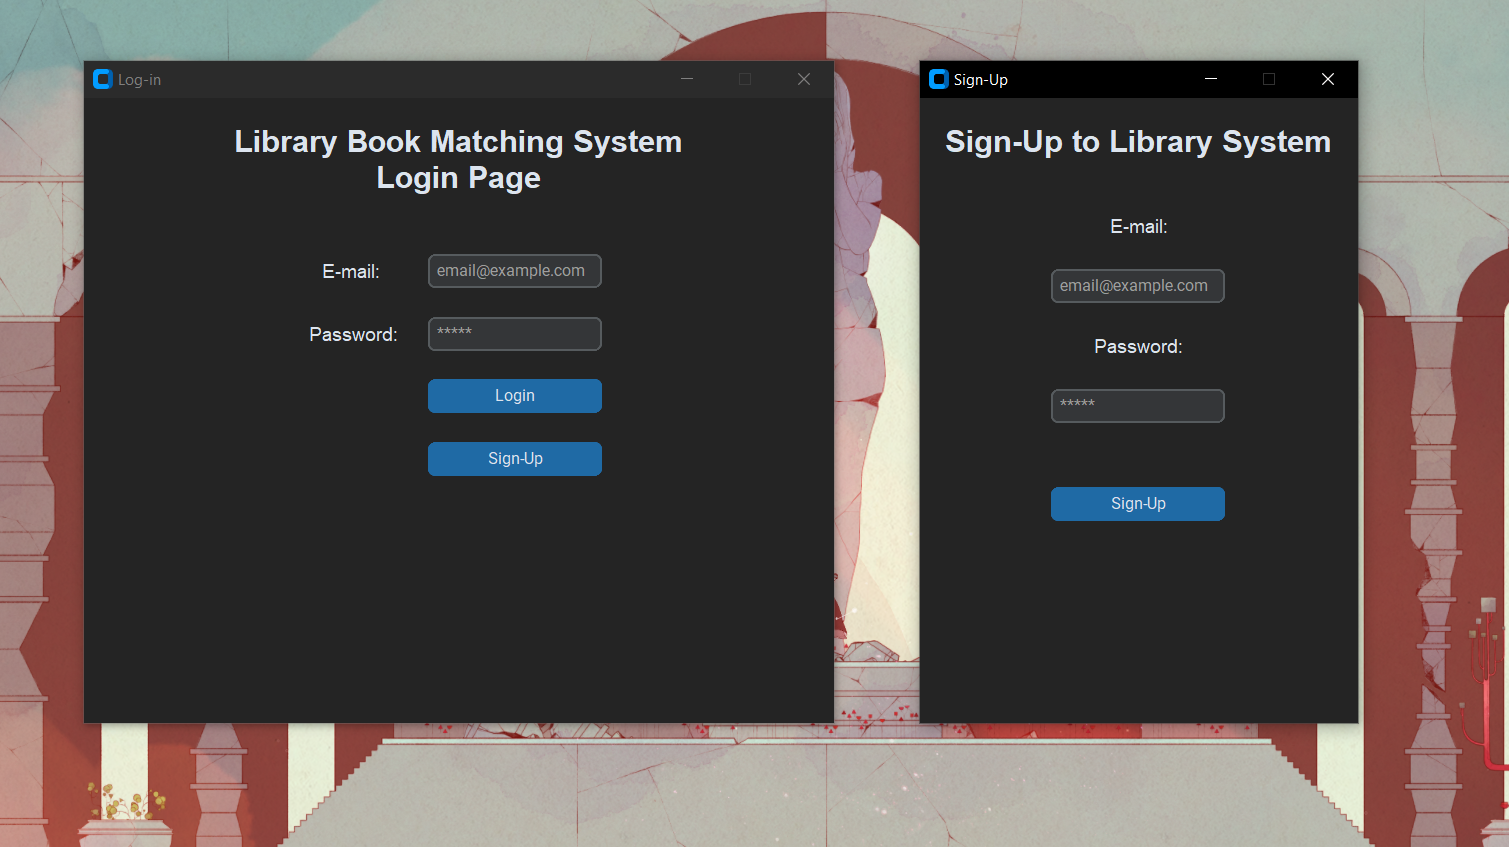 Log-in
Library Book Matching System
Login Page
E-mail:
email@example.com
Password:
*****
Login
Sign-Up
Sign-Up
Sign-Up to Library System
E-mail:
email@example.com
Password:
*****
Sign-Up